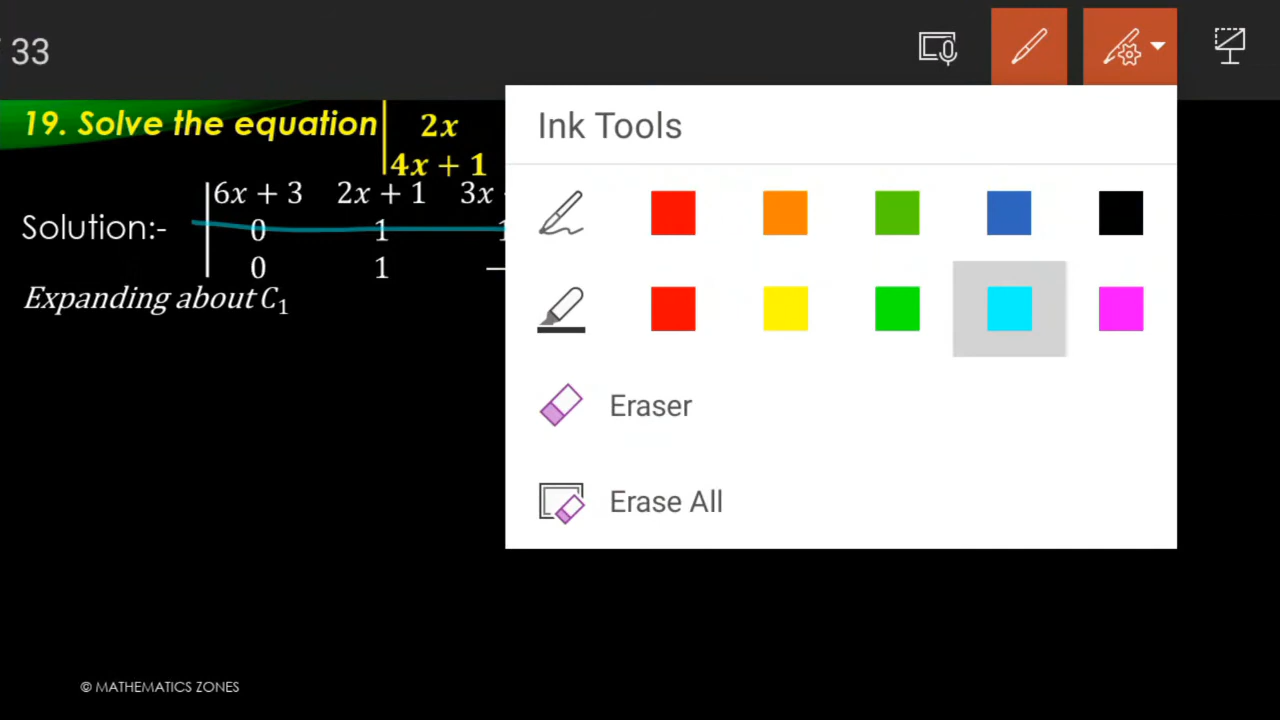 33
19. Solve the equation | 2x
4x + 1
Ink Tools
Solution:- | 6x + 3 2x + 1 3x
0 1 1
0 1 −
Expanding about C₁
Eraser
Erase All
© MATHEMATICS ZONES